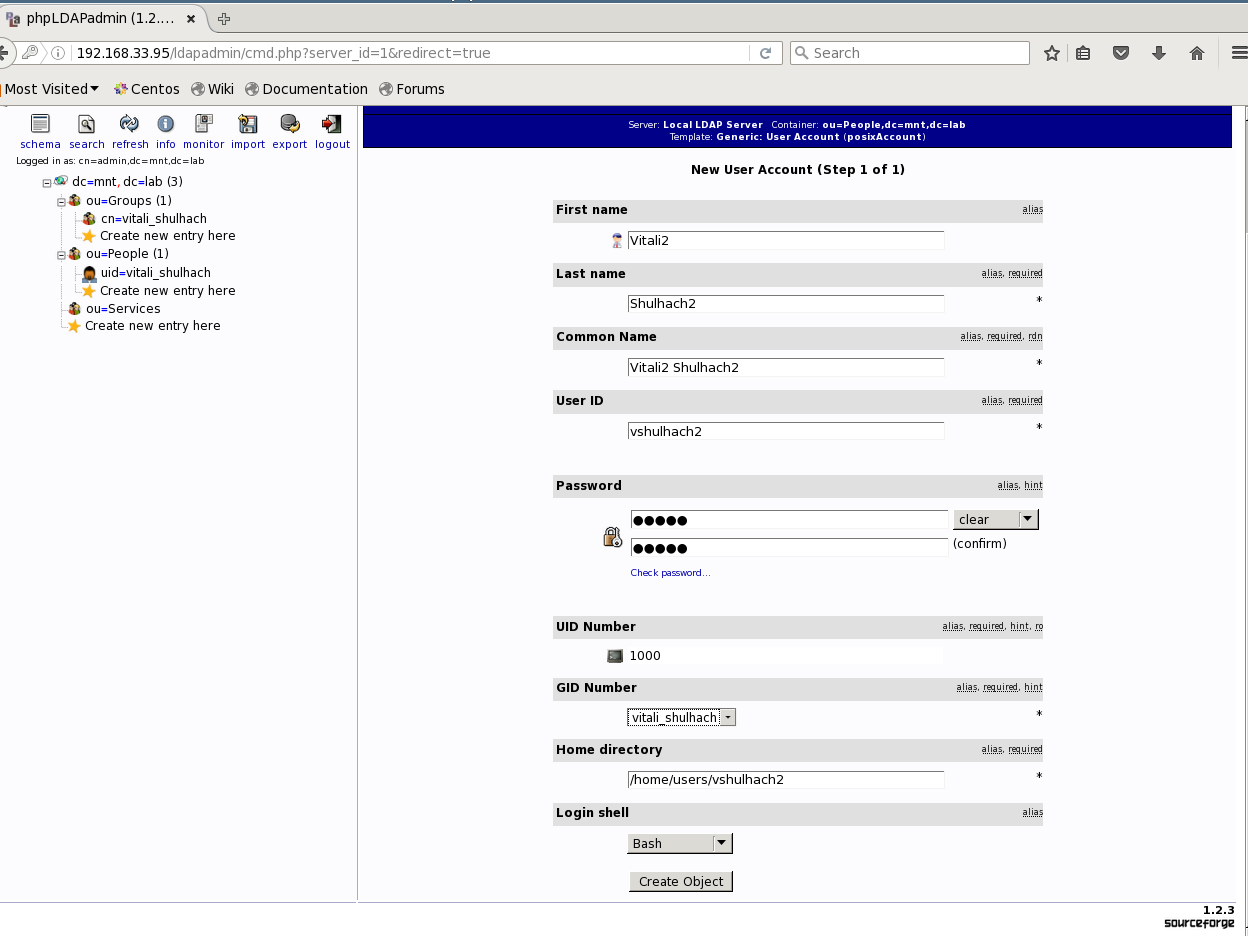 phpLDAPadmin (1.2....
192.168.33.95/ldapadmin/cmd.php?server_id=1&redirect=true
Search
Most Visited Centos Wiki Documentation Forums
schema search refresh info monitor import export logout
Logged in as: cn=admin,dc=mnt,dc=lab
dc=mnt, dc=lab (3)
ou=Groups (1)
cn=vitali_shulhach
Create new entry here
ou=People (1)
uid=vitali_shulhach
Create new entry here
ou=Services
Create new entry here
Server: Local LDAP Server Container: ou=People,dc=mnt,dc=lab
Template: Generic: User Account (posixAccount)
New User Account (Step 1 of 1)
First name alias
Vitali2
Last name alias, required
Shulhach2 *
Common Name alias, required, rdn
Vitali2 Shulhach2 *
User ID alias, required
vshulhach2 *
Password alias, hint
●●●●● clear
●●●●● (confirm)
Check password...
UID Number alias, required, hint, ro
1000
GID Number alias, required, hint
vitali_shulhach *
Home directory alias, required
/home/users/vshulhach2 *
Login shell alias
Bash
Create Object
1.2.3
sourceforge